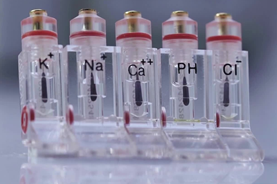 K+ Na+ Ca++ PH Cl-